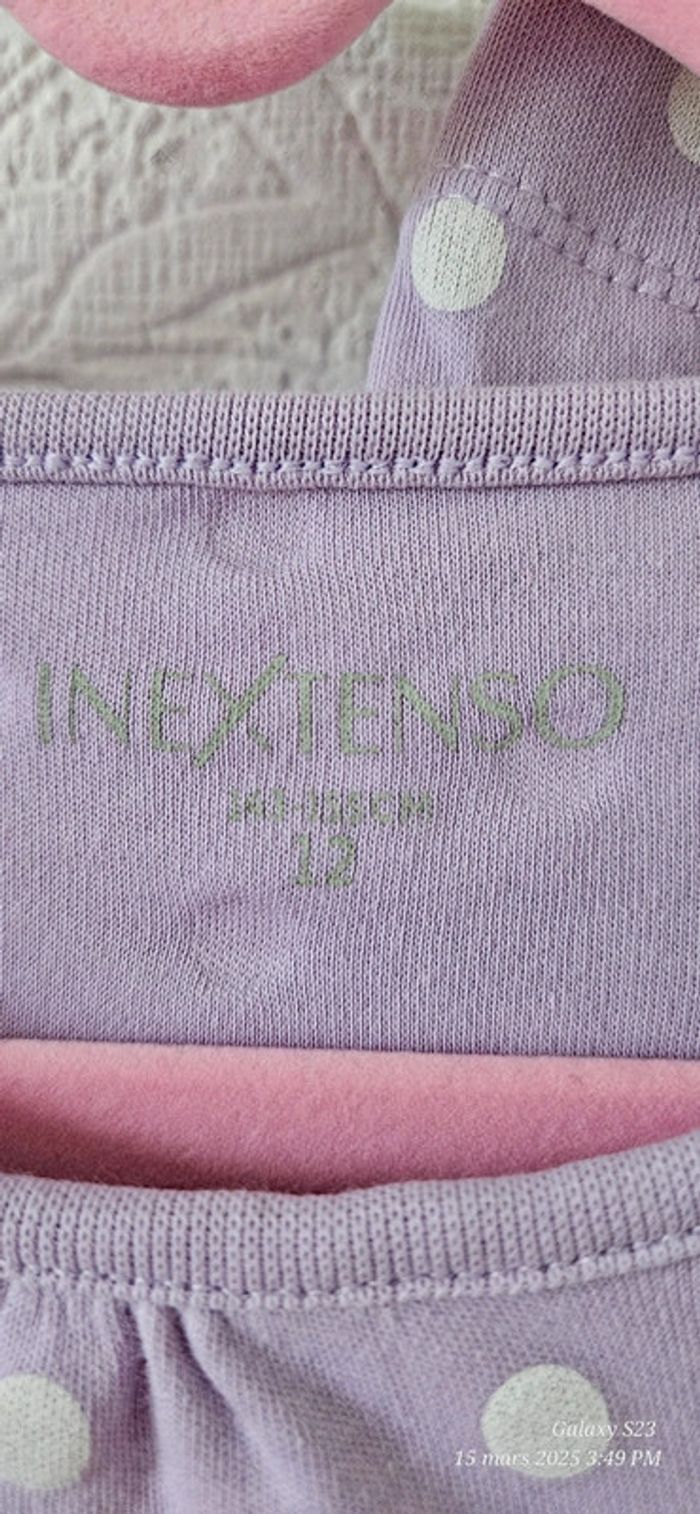 INEXTENSO
12
Galaxy S23
15 mars 2025 3:49 PM